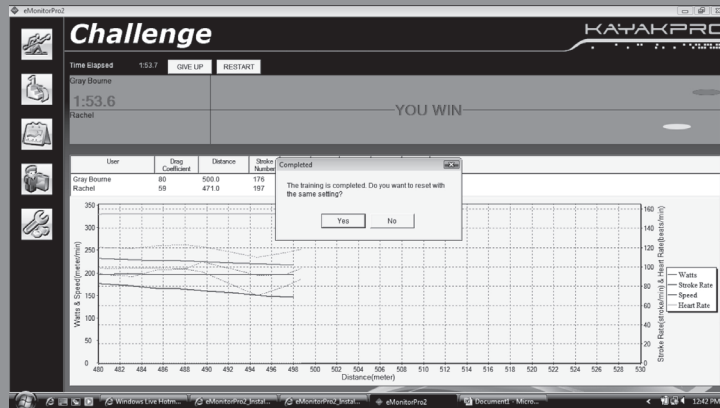 eMonitorPro2
Challenge
KAYAKPRO
Time Elapsed 1:53.7 GIVE UP RESTART
Gray Bourne
1:53.6
Rachel
YOU WIN
User Drag Coefficient Distance Stroke Number
Gray Bourne 80 500.0 176
Rachel 59 471.0 197
Completed
The training is completed. Do you want to reset with
the same setting?
Yes No
Watts & Speed(meter/min)
350
300
250
200
150
100
50
0
480 482 484 486 488 490 492 494 496 498 500 502 504 506 508 510 512 514 516 518 520 522 524 526 528 530
Distance(meter)
160
140
120
100
80
60
40
20
0
Stroke Rate(stroke/min) & Heart Rate(beats/min)
Watts
Stroke Rate
Speed
Heart Rate
Windows Live Hotm... eMonitorPro2_Instal... eMonitorPro2_Instal... eMonitorPro2 Document1 - Micro... 12:42 PM